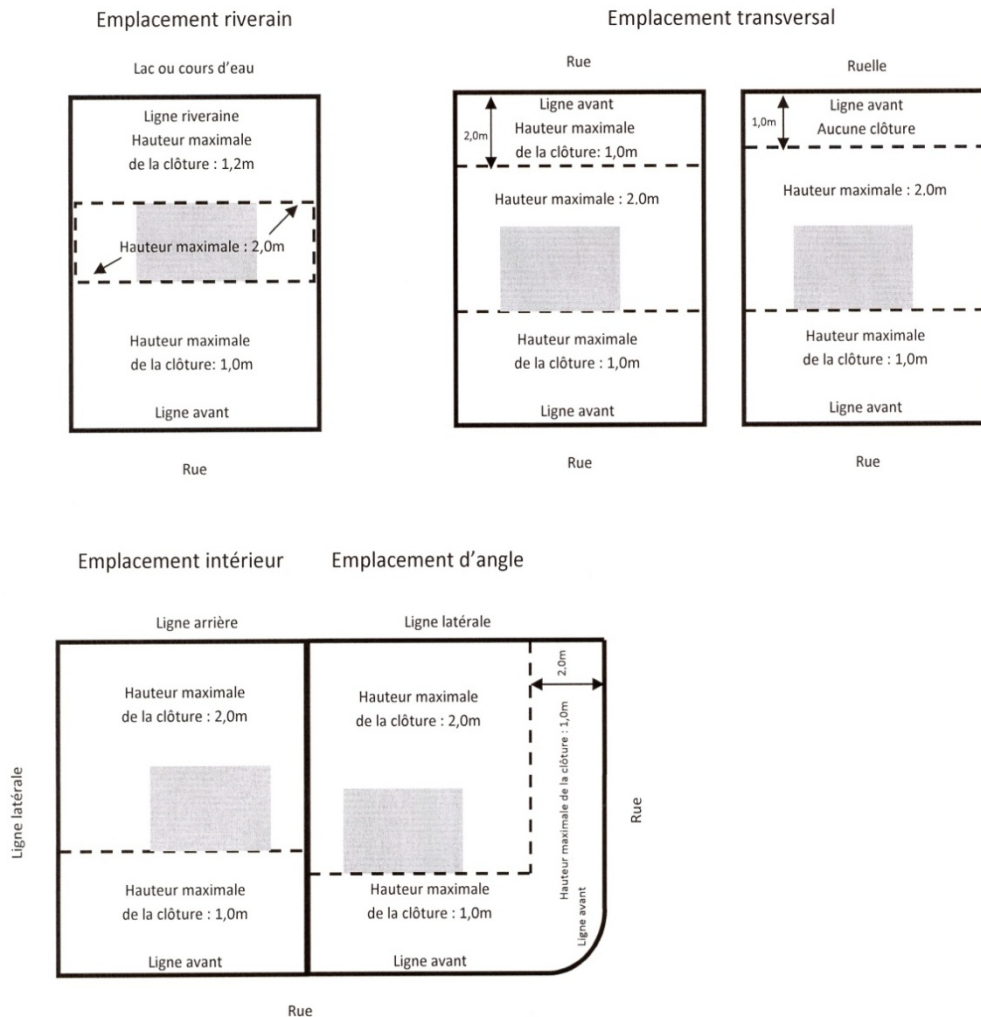 Emplacement riverain
Lac ou cours d'eau
Ligne riveraine
Hauteur maximale
de la clôture : 1,2m
Hauteur maximale : 2,0m
Hauteur maximale
de la clôture: 1,0m
Ligne avant
Rue
Emplacement transversal
Rue
Ligne avant
2,0m
Hauteur maximale
de la clôture: 1,0m
Hauteur maximale : 2.0m
Hauteur maximale
de la clôture : 1,0m
Ligne avant
Rue
Ruelle
Ligne avant
1,0m
Aucune clôture
Hauteur maximale : 2.0m
Hauteur maximale
de la clôture : 1,0m
Ligne avant
Rue
Emplacement intérieur
Ligne arrière
Ligne latérale
Hauteur maximale
de la clôture : 2,0m
Hauteur maximale
de la clôture : 1,0m
Ligne avant
Emplacement d'angle
Ligne latérale
Hauteur maximale
de la clôture : 2,0m
2.0m
Hauteur maximale de la clôture : 1,0m
Ligne avant
Rue
Hauteur maximale
de la clôture : 1,0m
Ligne avant
Rue